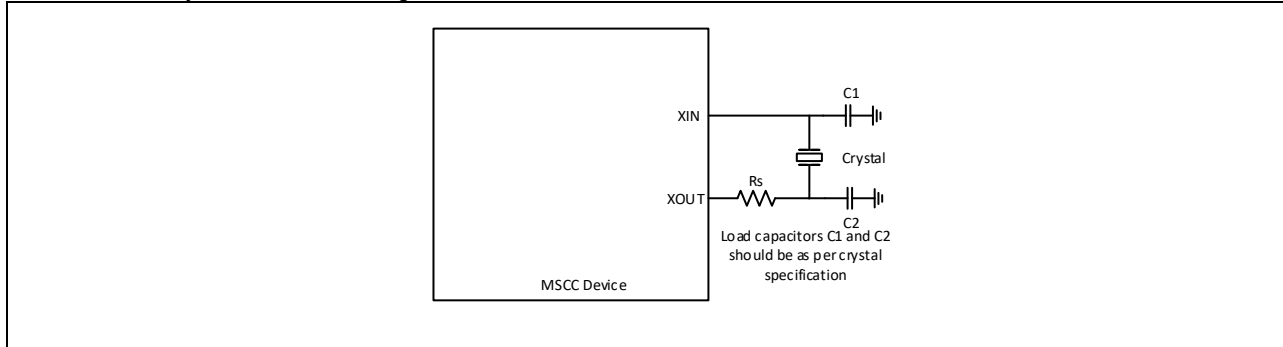 C1
XIN
Crystal
Rs
XOUT
C2
Load capacitors C1 and C2
should be as per crystal
specification
MSCC Device